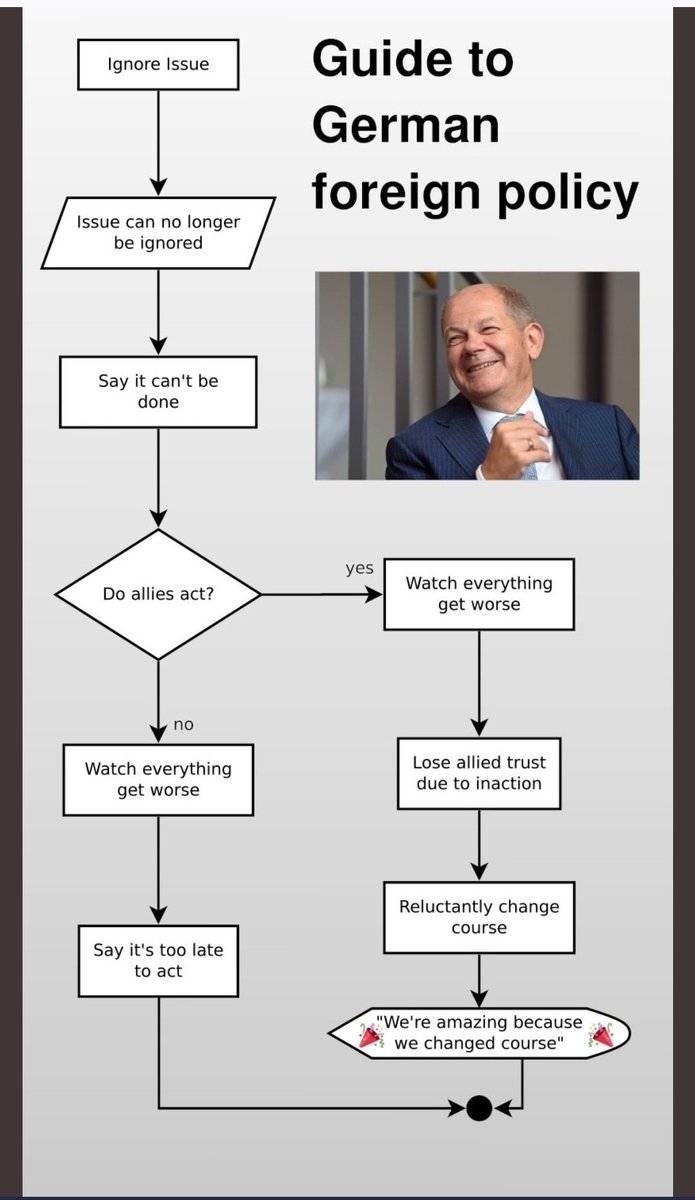 Guide to
German
foreign policy
Ignore Issue
Issue can no longer
be ignored
Say it can't be
done
Do allies act?
yes
Watch everything
get worse
Lose allied trust
due to inaction
Reluctantly change
course
"We're amazing because
we changed course"
no
Watch everything
get worse
Say it's too late
to act